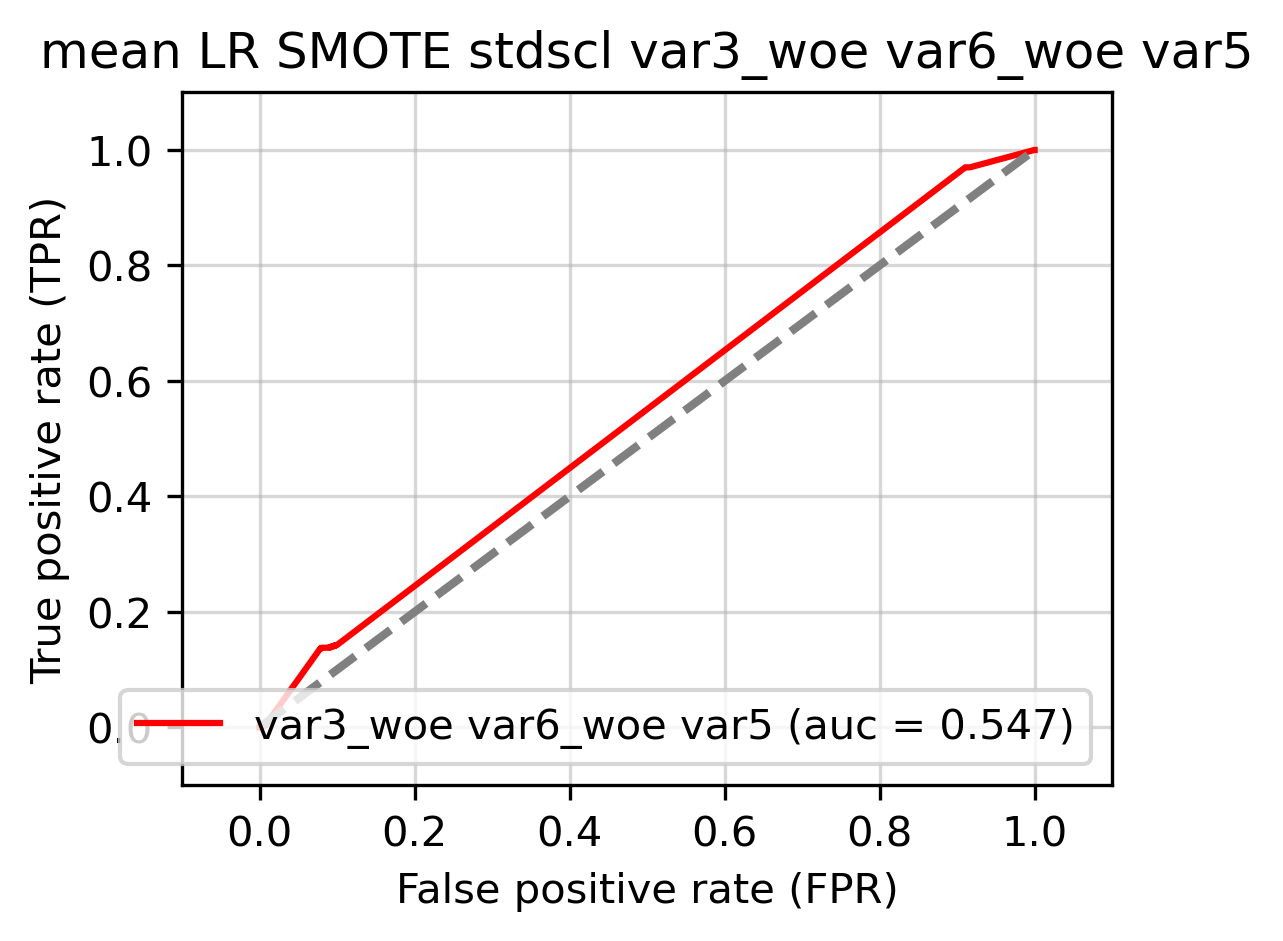 mean LR SMOTE stdscl var3_woe var6_woe var5
True positive rate (TPR)
1.0
0.8
0.6
0.4
0.2
0.0
var3_woe var6_woe var5 (auc = 0.547)
0.0 0.2 0.4 0.6 0.8 1.0
False positive rate (FPR)